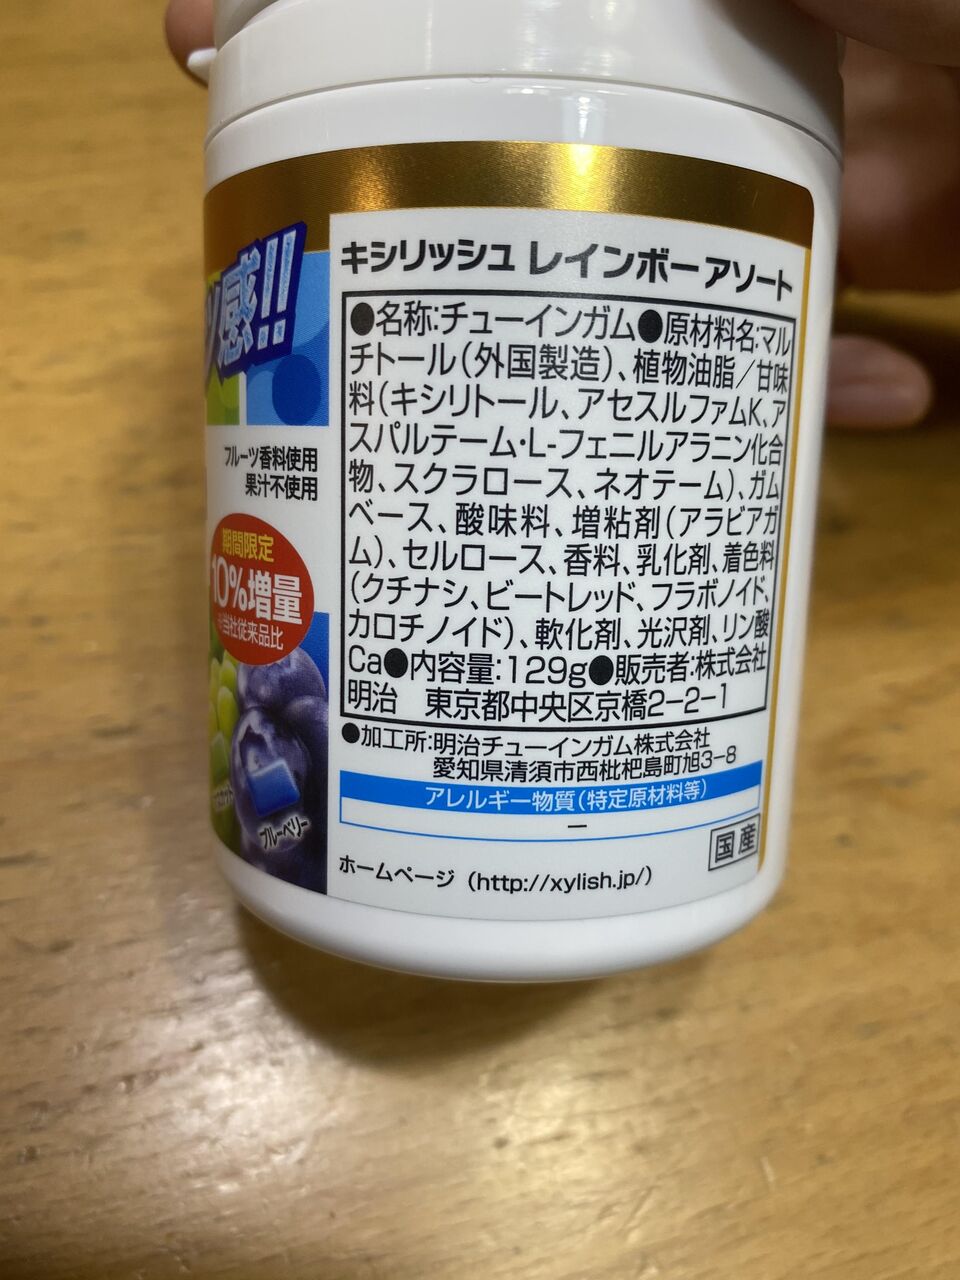 感!!
フルーツ香料使用
果汁不使用
期間限定
10%増量
※当社従来品比
ブルーベリー
キシリッシュ レインボーアソート
●名称:チューインガム●原材料名:マル
チトール(外国製造)、植物油脂/甘味
料(キシリトール、アセスルファムK、ア
スパルテーム・L-フェニルアラニン化合
物、スクラロース、ネオテーム)、ガム
ベース、酸味料、増粘剤(アラビアガ
ム)、セルロース、香料、乳化剤、着色料
(クチナシ、ビートレッド、フラボノイド、
カロチノイド)、軟化剤、光沢剤、リン酸
Ca●内容量:129g●販売者:株式会社
明治 東京都中央区京橋2-2-1
●加工所:明治チューインガム株式会社
愛知県清須市西枇杷島町旭3-8
アレルギー物質(特定原材料等)
―
国産
ホームページ (http://xylish.jp/)